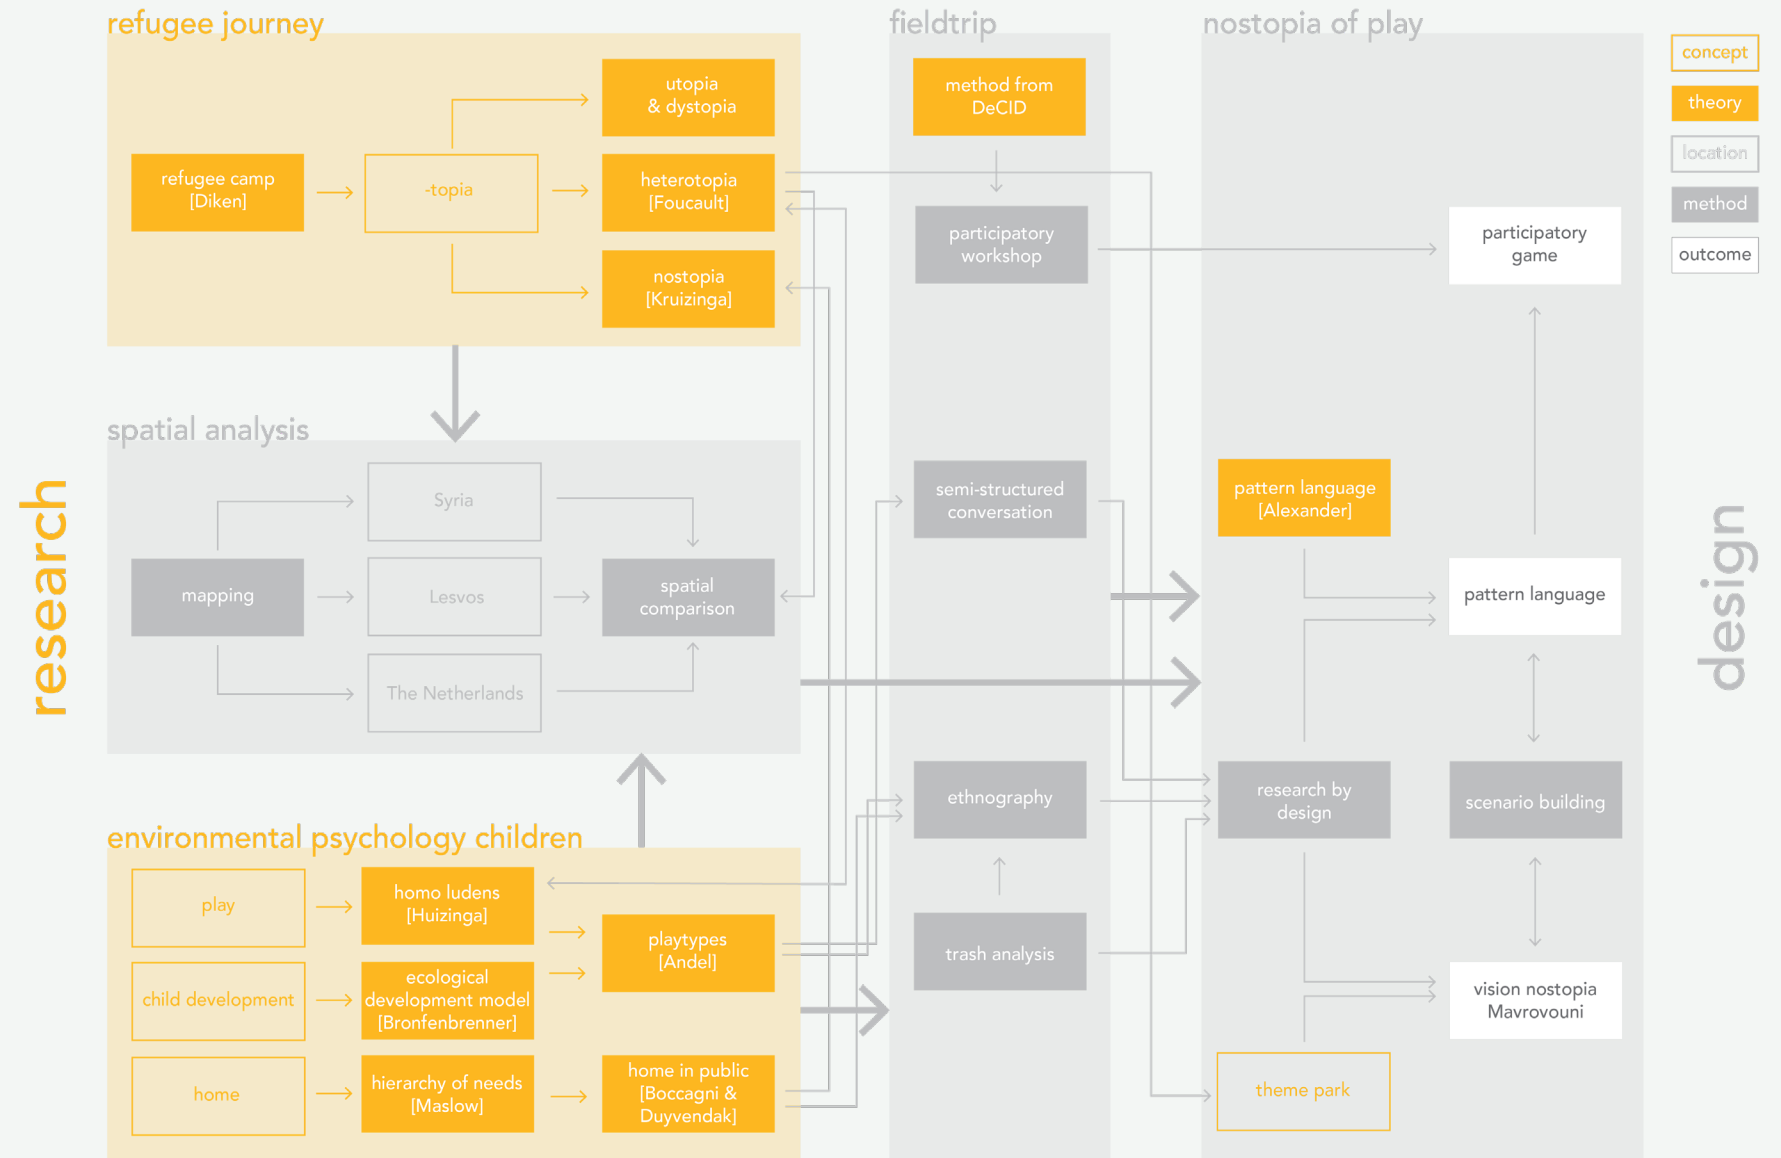 refugee journey
utopia
& dystopia
refugee camp
[Diken]
-topia
heterotopia
[Foucault]
nostopia
[Kruizinga]
spatial analysis
Syria
mapping
Lesvos
spatial
comparison
The Netherlands
environmental psychology children
play
homo ludens
[Huizinga]
playtypes
[Andel]
child development
ecological
development model
[Bronfenbrenner]
home
hierarchy of needs
[Maslow]
home in public
[Boccagni &
Duyvendak]
research
fieldtrip
method from
DeCID
participatory
workshop
semi-structured
conversation
ethnography
trash analysis
nostopia of play
participatory
game
pattern language
[Alexander]
pattern language
research by
design
scenario building
vision nostopia
Mavrovouni
theme park
design
concept
theory
location
method
outcome